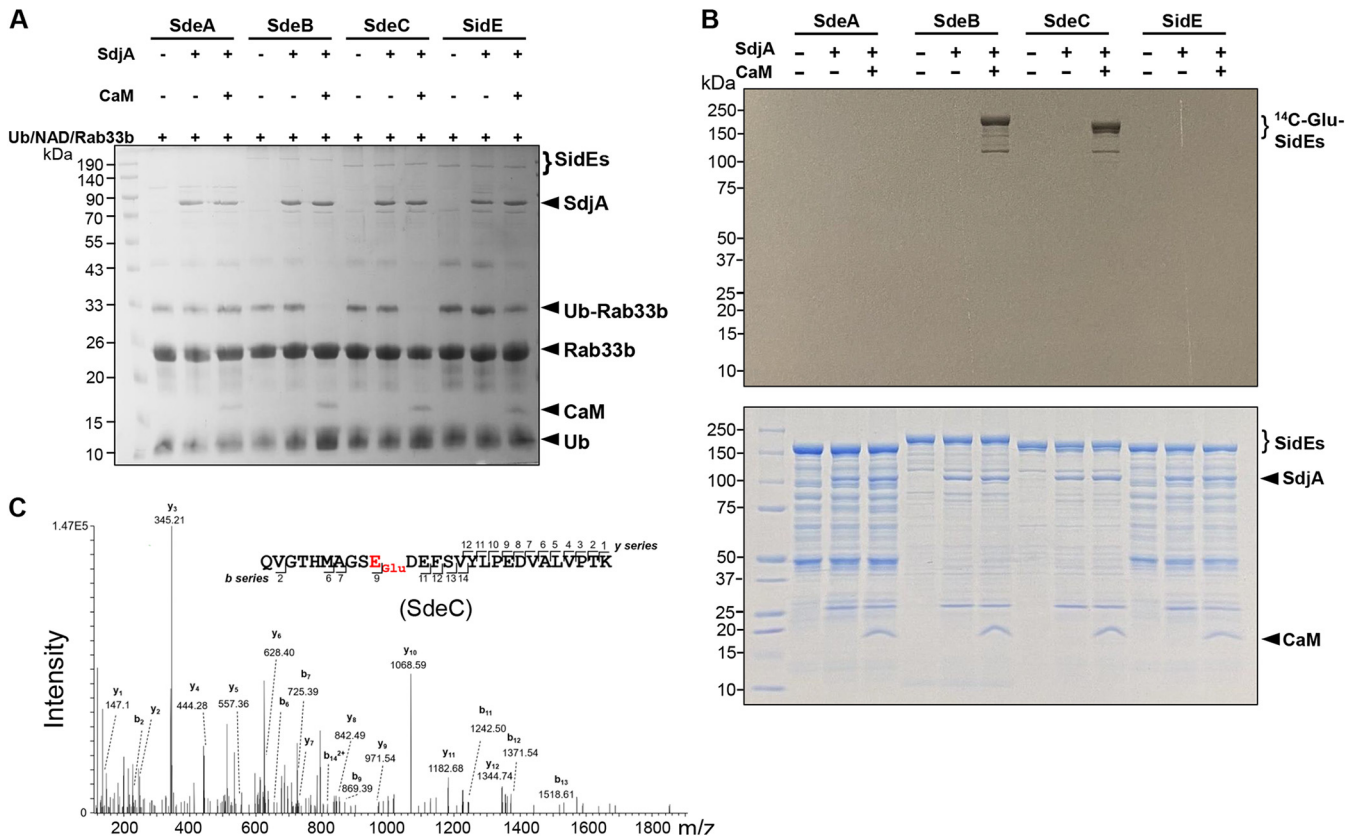 A
SdeA SdeB SdeC SidE
SdjA - + + - + + - + + - + +
CaM - - + - - + - - + - - +
Ub/NAD/Rab33b + + + + + + + + + + + +
kDa
190
140
90
70
55
43
33
26
20
15
10
SidEs
SdjA
Ub-Rab33b
Rab33b
CaM
Ub
B
SdeA SdeB SdeC SidE
SdjA - + + - + + - + + - + +
CaM - - + - - + - - + - - +
kDa
250
150
100
75
50
37
25
20
15
10
14C-Glu-
SidEs
250
150
100
75
50
37
25
20
15
10
SidEs
SdjA
CaM
C
1.47E5
Intensity
12 11 10 9 8 7 6 5 4 3 2 1 y series
QVGTHMAGSEGluDEFSVYLPEDVALVPTK
b series 2 6 7 9 11 12 13 14
(SdeC)
y3
345.21
y6
628.40
y10
1068.59
b7
725.39
y1
147.1
b2
y2
y4
444.28
y5
557.36
b6
y7
b14 2+
y8
842.49
b9
869.39
y9
971.54
y11
1182.68
b11
1242.50
y12
1344.74
b12
1371.54
b13
1518.61
0
200 400 600 800 1000 1200 1400 1600 1800 m/z